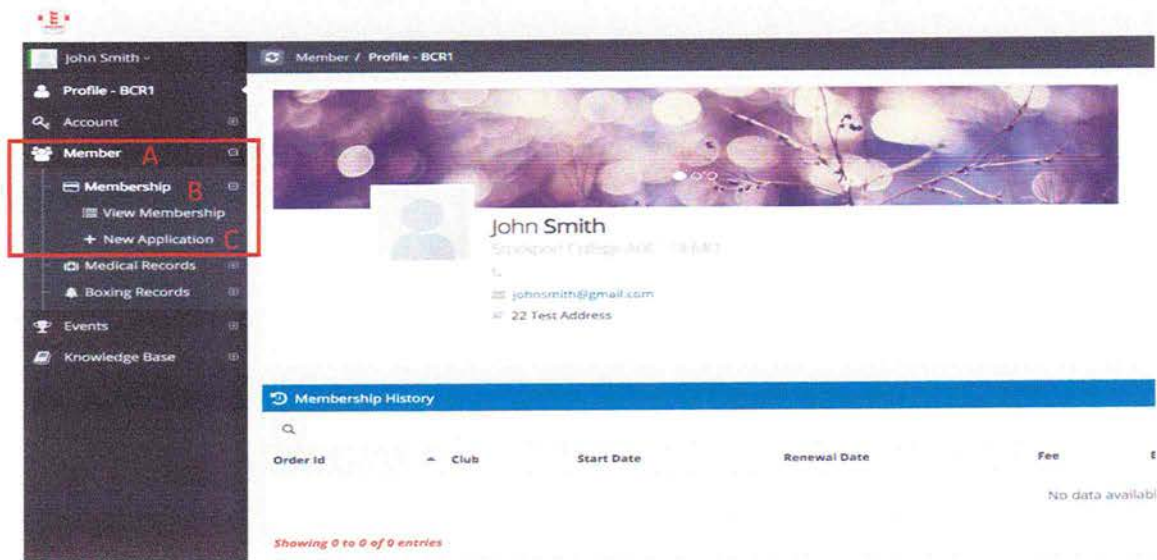 John Smith
Member / Profile - BCR1
Profile - BCR1
Account
Member A
Membership B
View Membership
+ New Application C
Medical Records
Boxing Records
Events
Knowledge Base
John Smith
johnsmith@gmail.com
22 Test Address
Membership History
Order Id Club Start Date Renewal Date Fee
No data availabl
Showing 0 to 0 of 0 entries